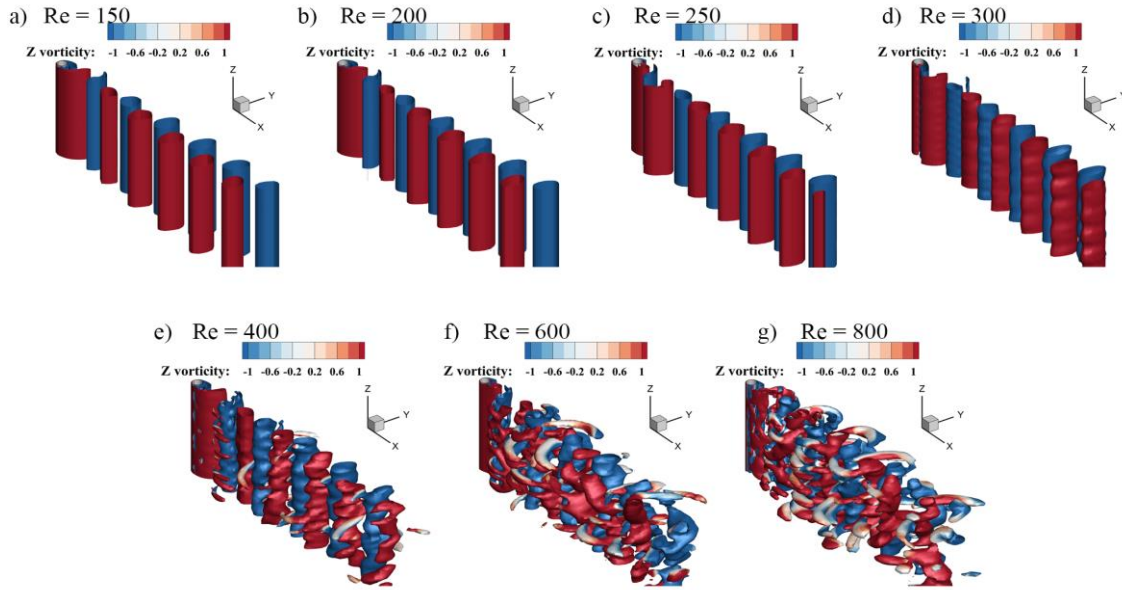 a) Re = 150
Z vorticity: -1 -0.6 -0.2 0.2 0.6 1
Z
Y
X
b) Re = 200
Z vorticity: -1 -0.6 -0.2 0.2 0.6 1
Z
Y
X
c) Re = 250
Z vorticity: -1 -0.6 -0.2 0.2 0.6 1
Z
Y
X
d) Re = 300
Z vorticity: -1 -0.6 -0.2 0.2 0.6 1
Z
Y
X
e) Re = 400
Z vorticity: -1 -0.6 -0.2 0.2 0.6 1
Z
Y
X
f) Re = 600
Z vorticity: -1 -0.6 -0.2 0.2 0.6 1
Z
Y
X
g) Re = 800
Z vorticity: -1 -0.6 -0.2 0.2 0.6 1
Z
Y
X